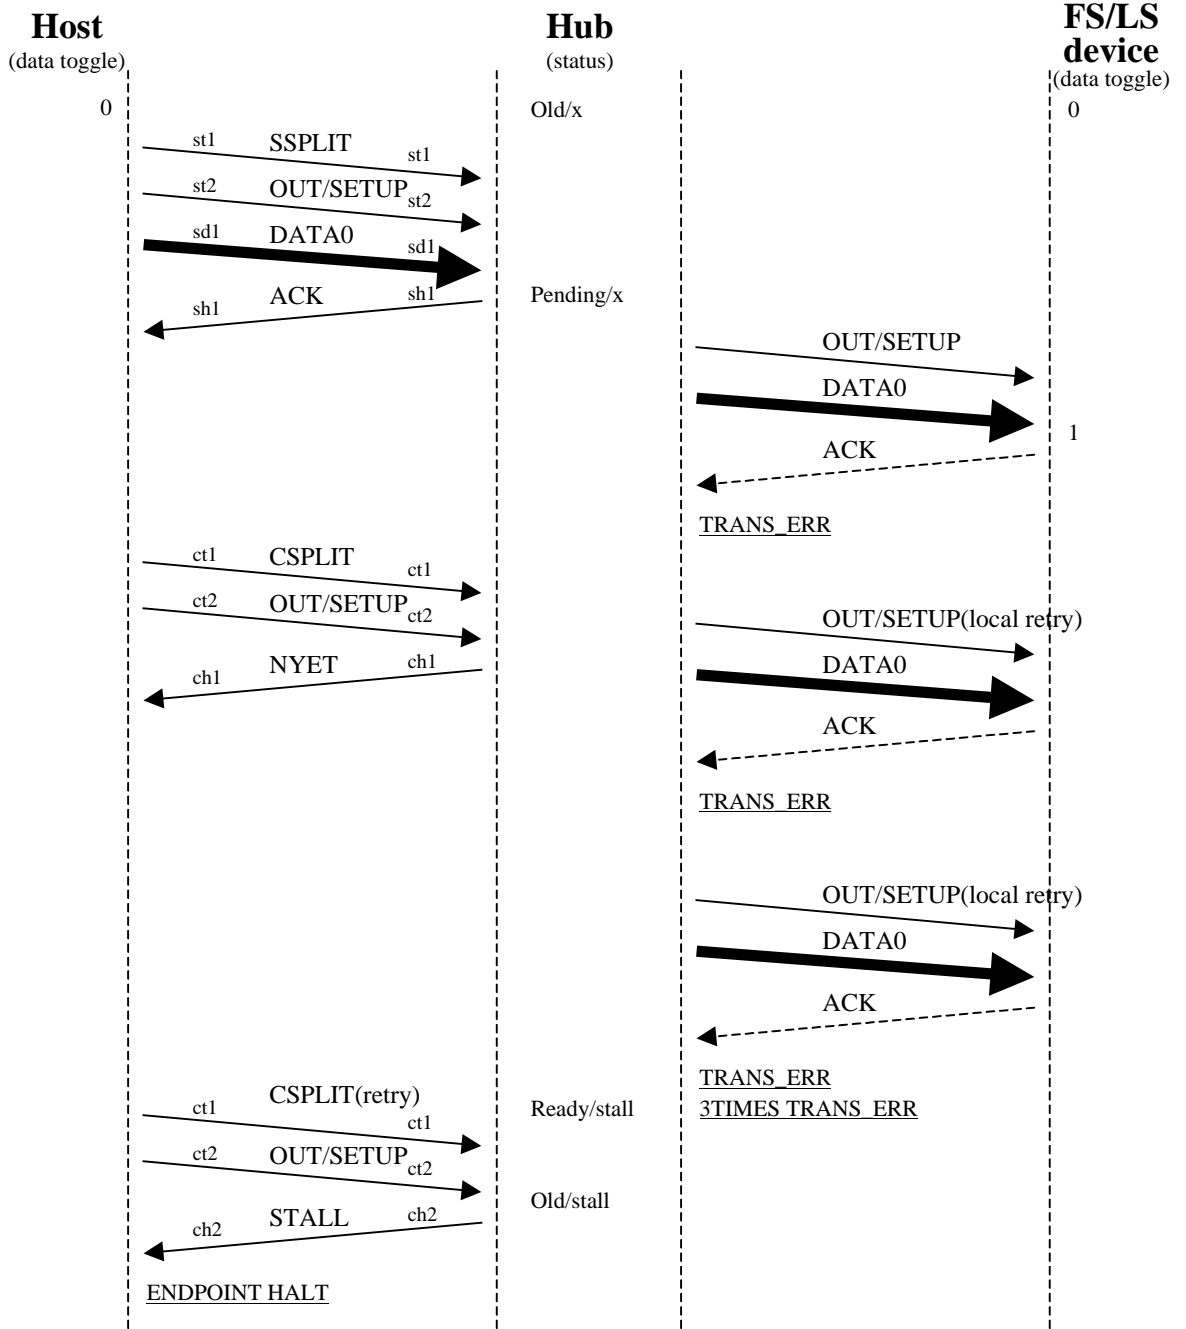 Host
(data toggle)
Hub
(status)
FS/LS
device
(data toggle)
0
Old/x
0
st1 SSPLIT st1
st2 OUT/SETUP st2
sd1 DATA0 sd1
sh1 ACK sh1
Pending/x
OUT/SETUP
DATA0
1
ACK
TRANS_ERR
ct1 CSPLIT ct1
ct2 OUT/SETUP ct2
ch1 NYET ch1
OUT/SETUP(local retry)
DATA0
ACK
TRANS_ERR
OUT/SETUP(local retry)
DATA0
ACK
TRANS_ERR
3TIMES TRANS_ERR
ct1 CSPLIT(retry) ct1
Ready/stall
ct2 OUT/SETUP ct2
Old/stall
ch2 STALL ch2
ENDPOINT HALT